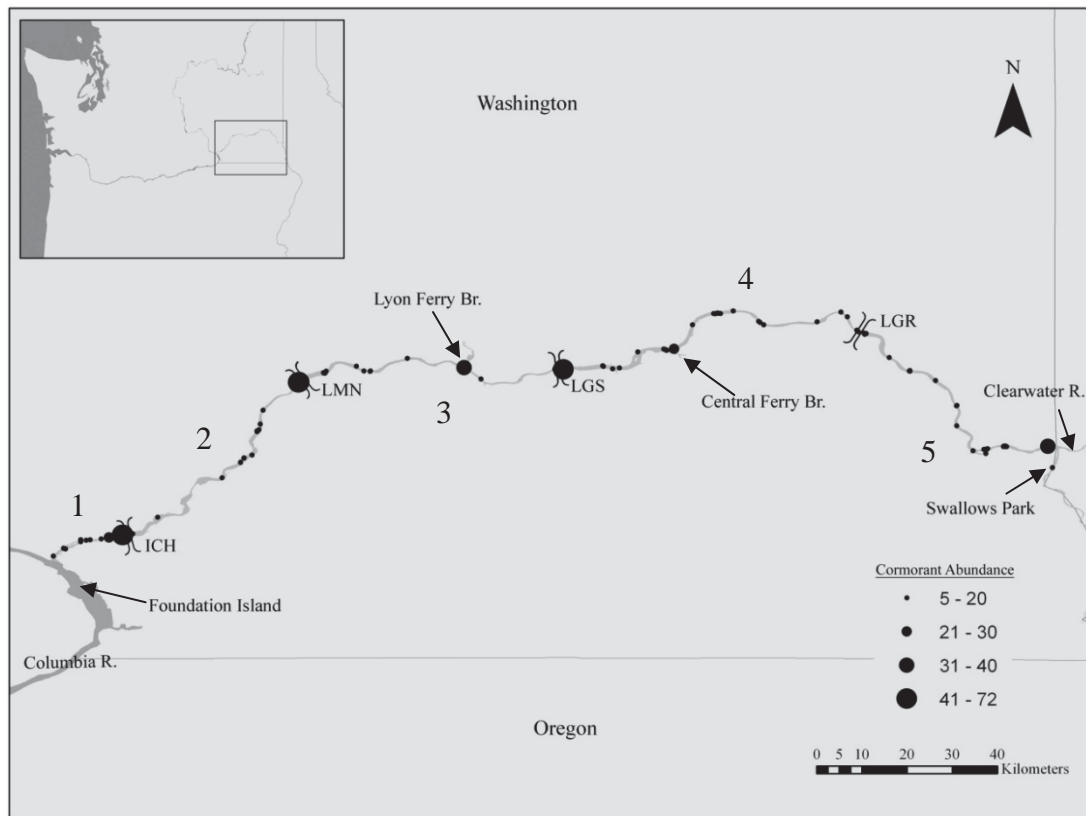 N
Washington
4
Lyon Ferry Br.
LGR
LMN
LGS
Central Ferry Br.
Clearwater R.
3
2
5
Swallows Park
1
ICH
Foundation Island
Columbia R.
Oregon
Cormorant Abundance
5 - 20
21 - 30
31 - 40
41 - 72
0 5 10 20 30 40
Kilometers